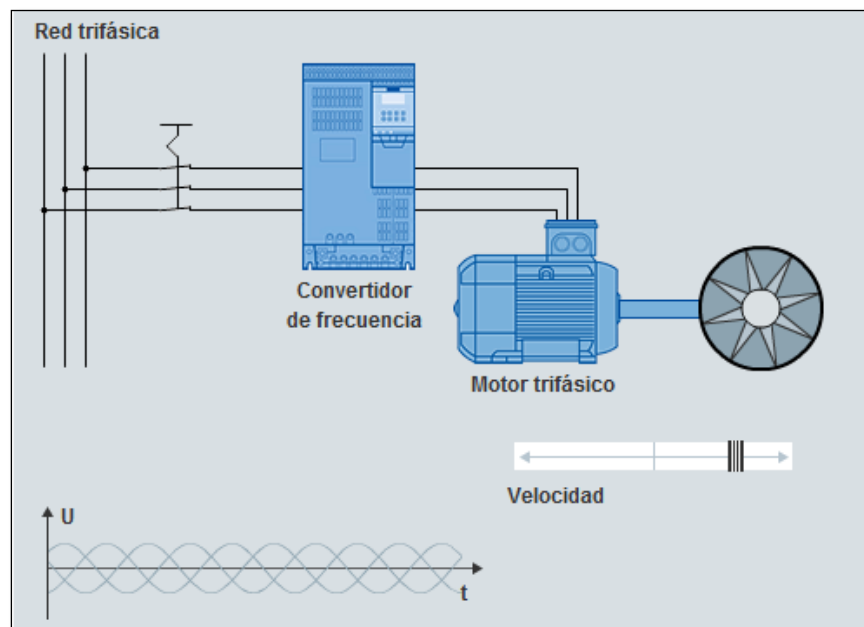 Red trifásica
Convertidor
de frecuencia
Motor trifásico
Velocidad
U
t